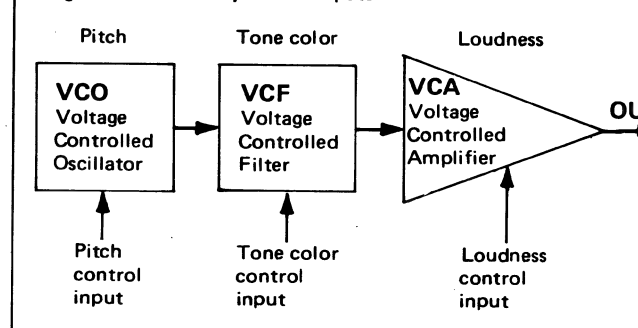 Pitch
Tone color
Loudness
VCO
Voltage
Controlled
Oscillator
VCF
Voltage
Controlled
Filter
VCA
Voltage
Controlled
Amplifier
Pitch
control
input
Tone color
control
input
Loudness
control
input